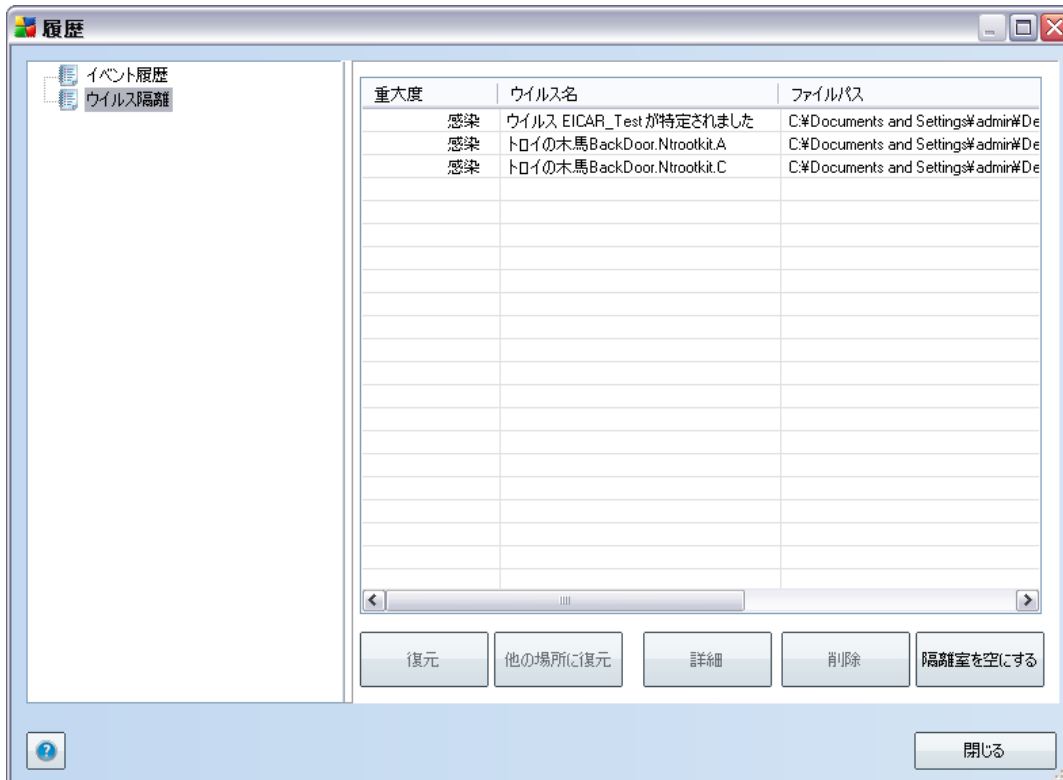 履歴
イベント履歴
ウイルス隔離
重大度 ウイルス名 ファイルパス
感染 ウイルス EICAR_Test が特定されました C:¥Documents and Settings¥admin¥De
感染 トロイの木馬BackDoor.Ntrootkit.A C:¥Documents and Settings¥admin¥De
感染 トロイの木馬BackDoor.Ntrootkit.C C:¥Documents and Settings¥admin¥De
復元 他の場所に復元 詳細 削除 隔離室を空にする
? 閉じる